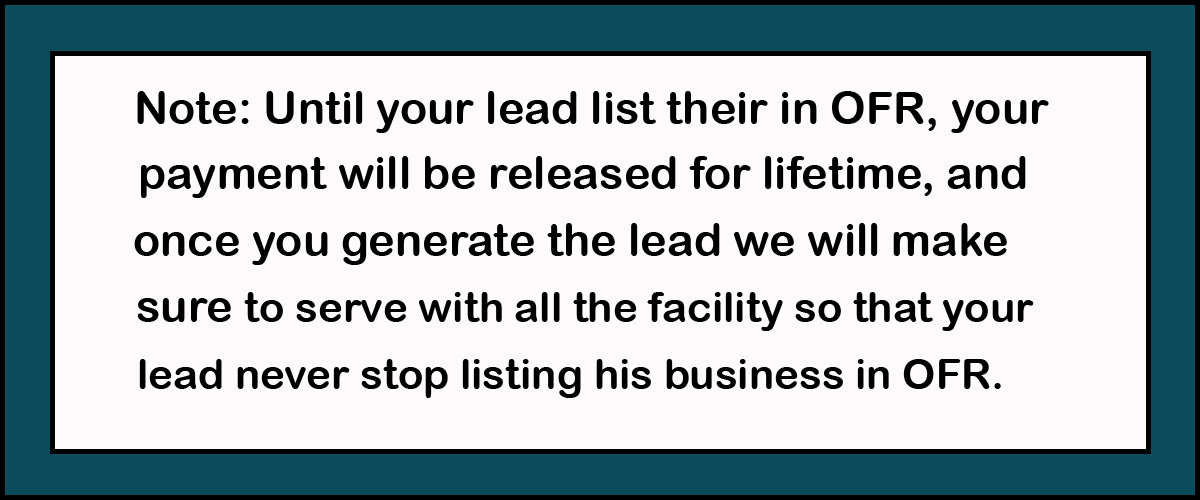 Note: Until your lead list their in OFR, your
payment will be released for lifetime, and
once you generate the lead we will make
sure to serve with all the facility so that your
lead never stop listing his business in OFR.